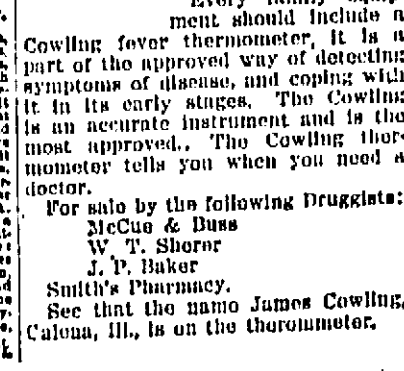 ment should include a
Cowling fever thermometer, it is a
part of the approved way of detecting
symptoms of disease, and coping with
it in its early stages. The Cowling
is an accurate instrument and is the
most approved.. The Cowling ther-
mometer tells you when you need a
doctor.
For sale by the following Druggists:
McCue & Buss
W. T. Sherer
J. P. Baker
Smith's Pharmacy.
See that the name James Cowling,
Calona, Ill., is on the thermometer.